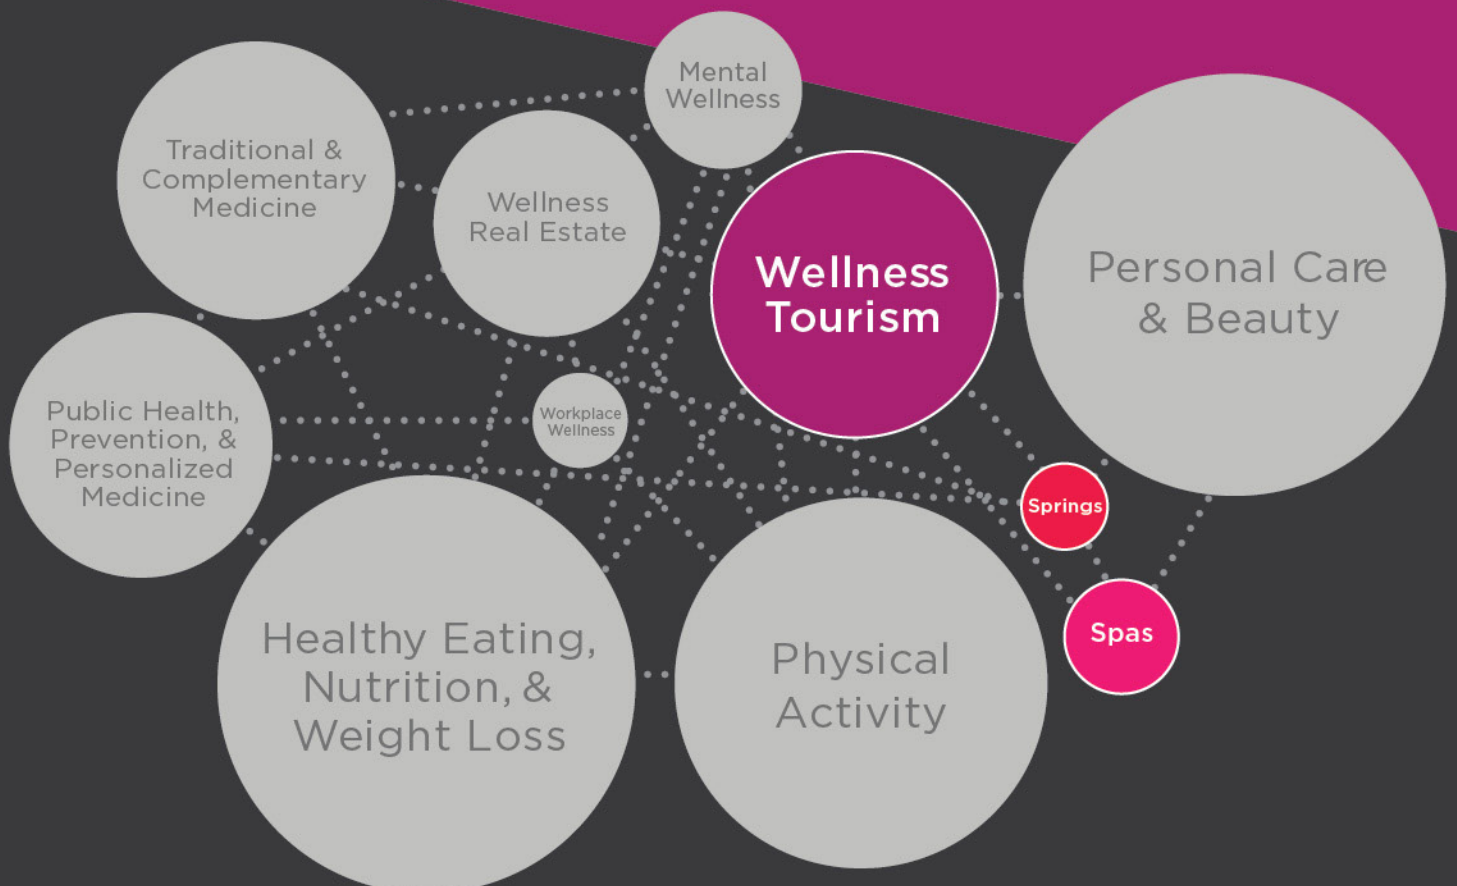 Mental
Wellness
Traditional &
Complementary
Medicine
Wellness
Real Estate
Wellness
Tourism
Personal Care
& Beauty
Public Health,
Prevention, &
Personalized
Medicine
Workplace
Wellness
Springs
Spas
Healthy Eating,
Nutrition, &
Weight Loss
Physical
Activity